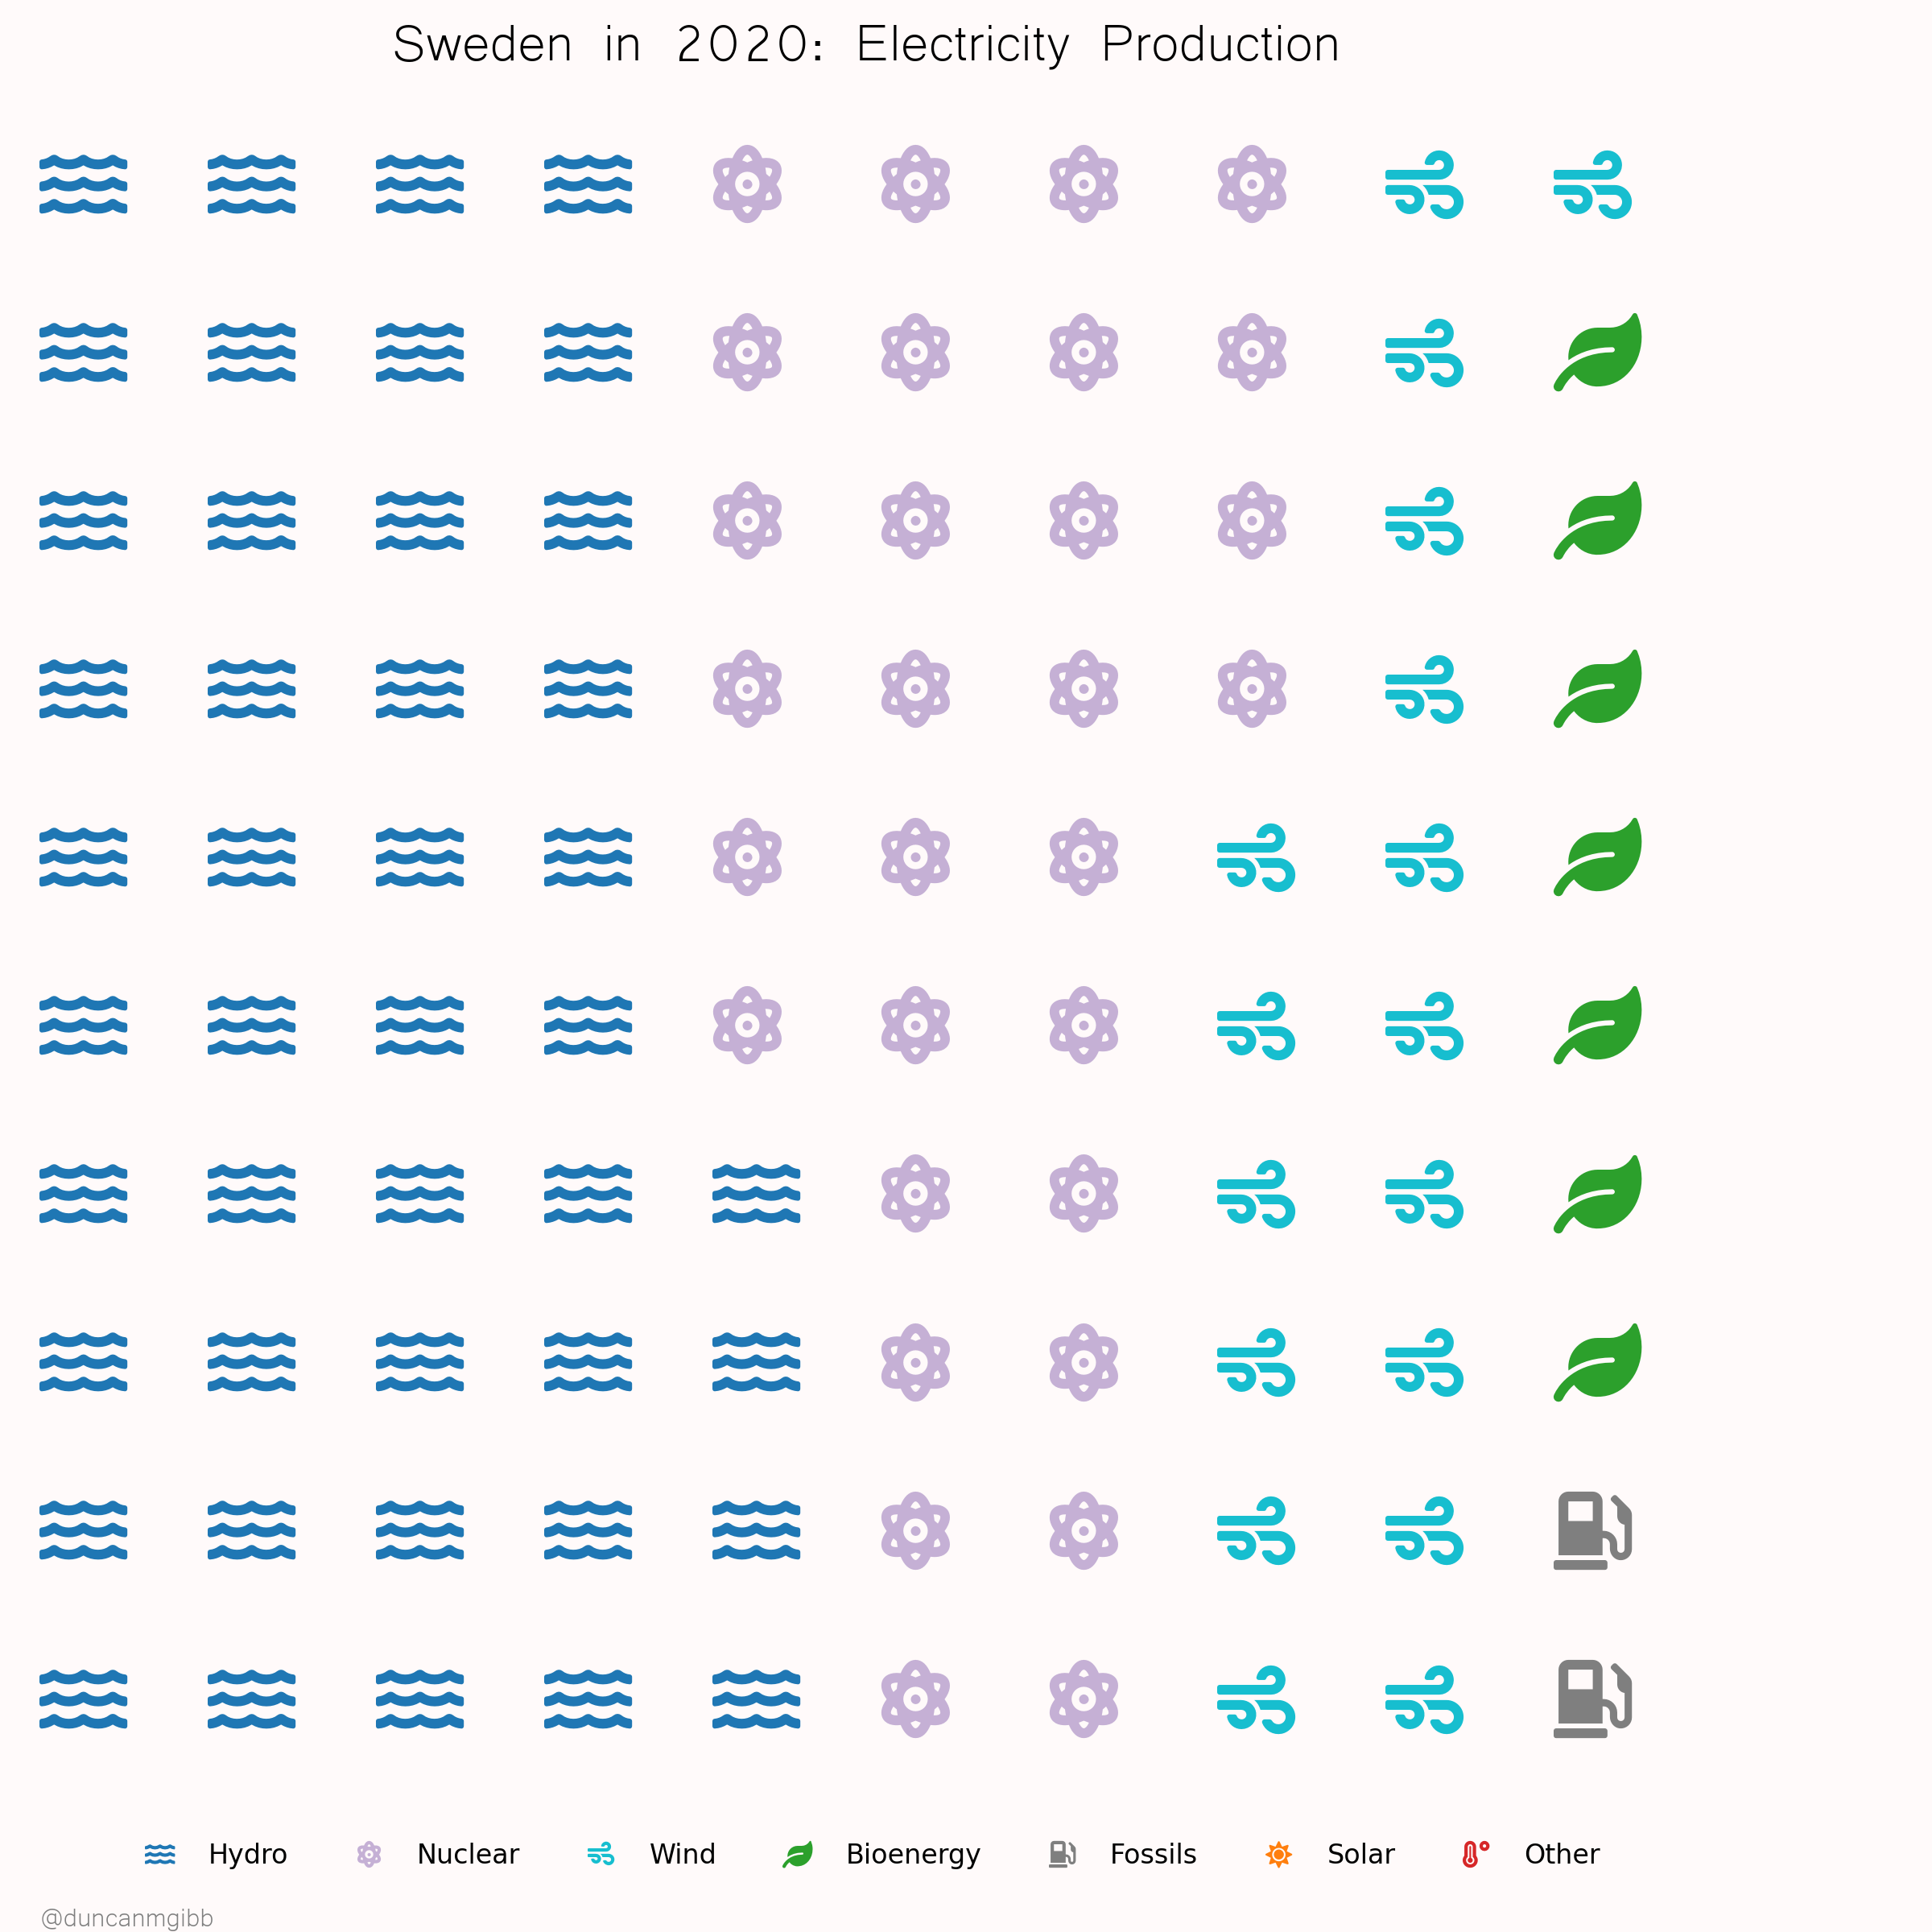 Sweden in 2020: Electricity Production
Hydro Nuclear Wind Bioenergy Fossils Solar Other
@duncanmgibb